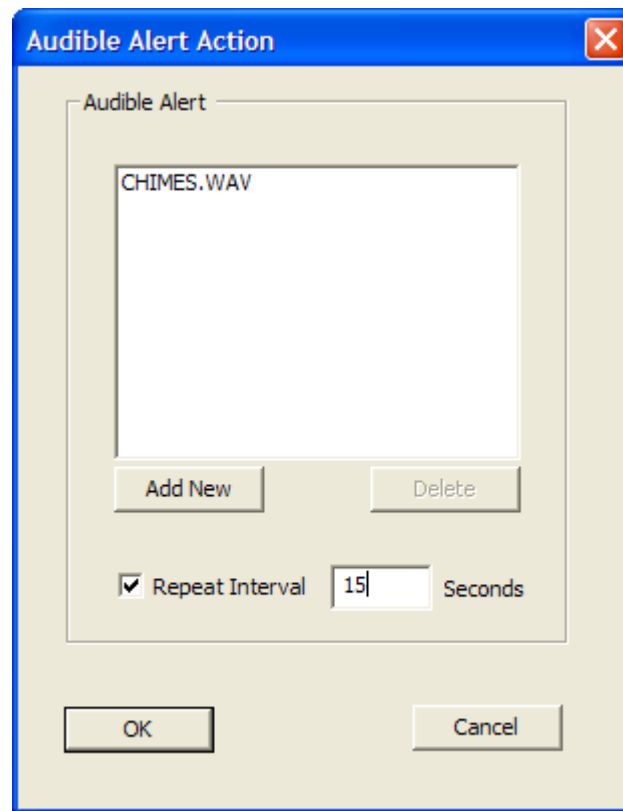 Audible Alert Action
Audible Alert
CHIMES.WAV
Add New Delete
Repeat Interval 15 Seconds
OK Cancel